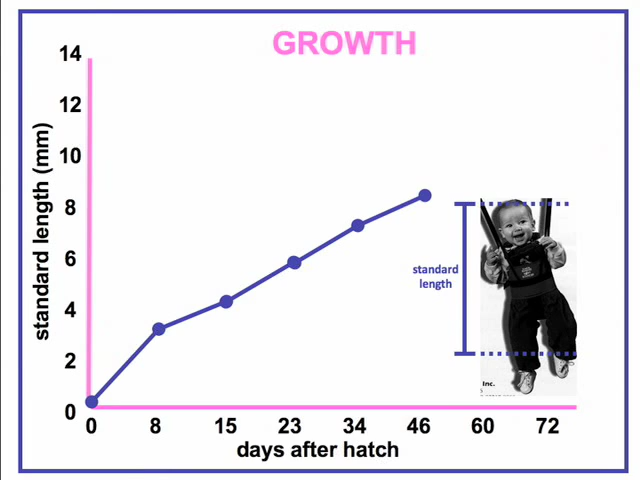 GROWTH
14
12
10
8
6
4
2
0
standard length (mm)
standard
length
Inc.
0 8 15 23 34 46 60 72
days after hatch